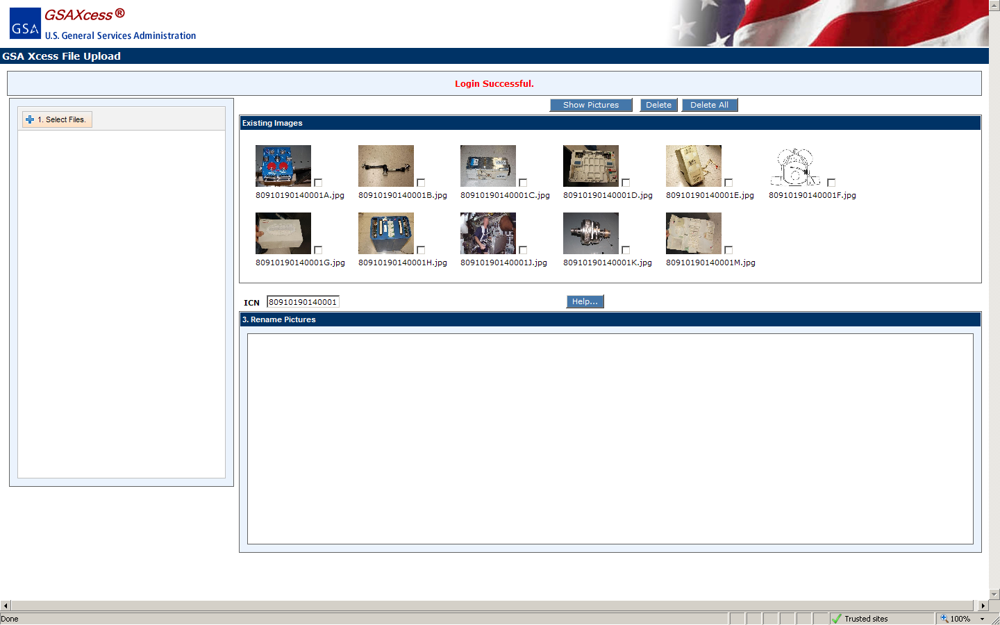 GSA
GSAXcess ®
U.S. General Services Administration
GSA Xcess File Upload
Login Successful.
1. Select Files.
Show Pictures Delete Delete All
Existing Images
80910190140001A.jpg 80910190140001B.jpg 80910190140001C.jpg 80910190140001D.jpg 80910190140001E.jpg 80910190140001F.jpg
80910190140001G.jpg 80910190140001H.jpg 80910190140001J.jpg 80910190140001K.jpg 80910190140001M.jpg
ICN 80910190140001 Help...
3. Rename Pictures
Done Trusted sites 100%